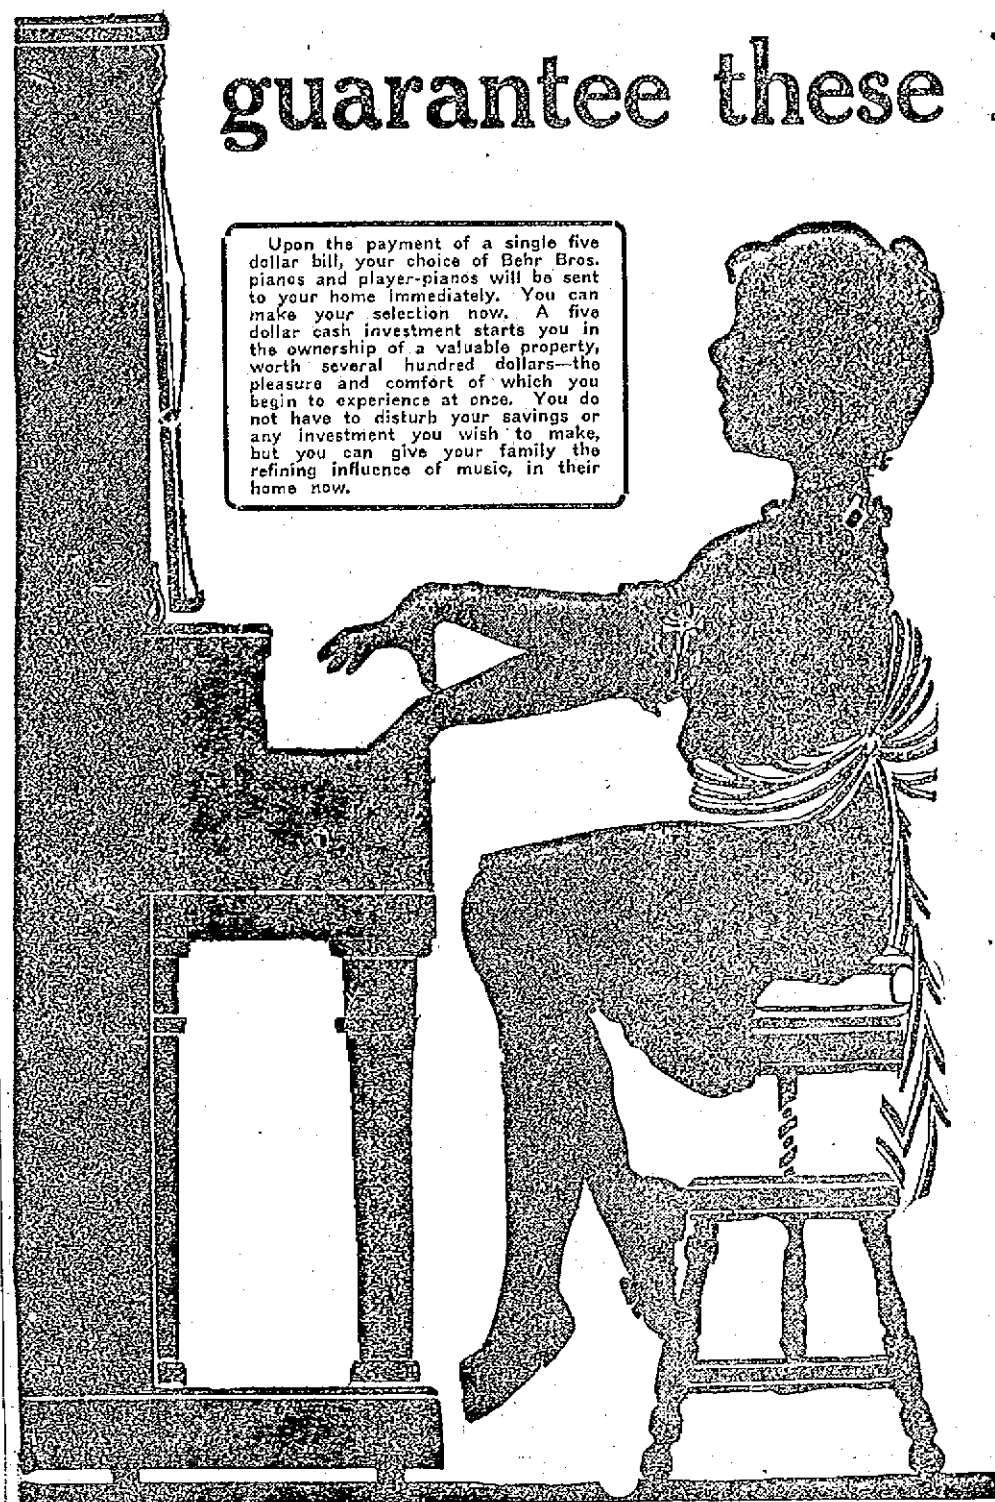 guarantee these
Upon the payment of a single five
dollar bill, your choice of Behr Bros.
pianos and player-pianos will be sent
to your home immediately. You can
make your selection now. A five
dollar cash investment starts you in
the ownership of a valuable property,
worth several hundred dollars—the
pleasure and comfort of which you
begin to experience at once. You do
not have to disturb your savings or
any investment you wish to make,
but you can give your family the
refining influence of music, in their
home now.